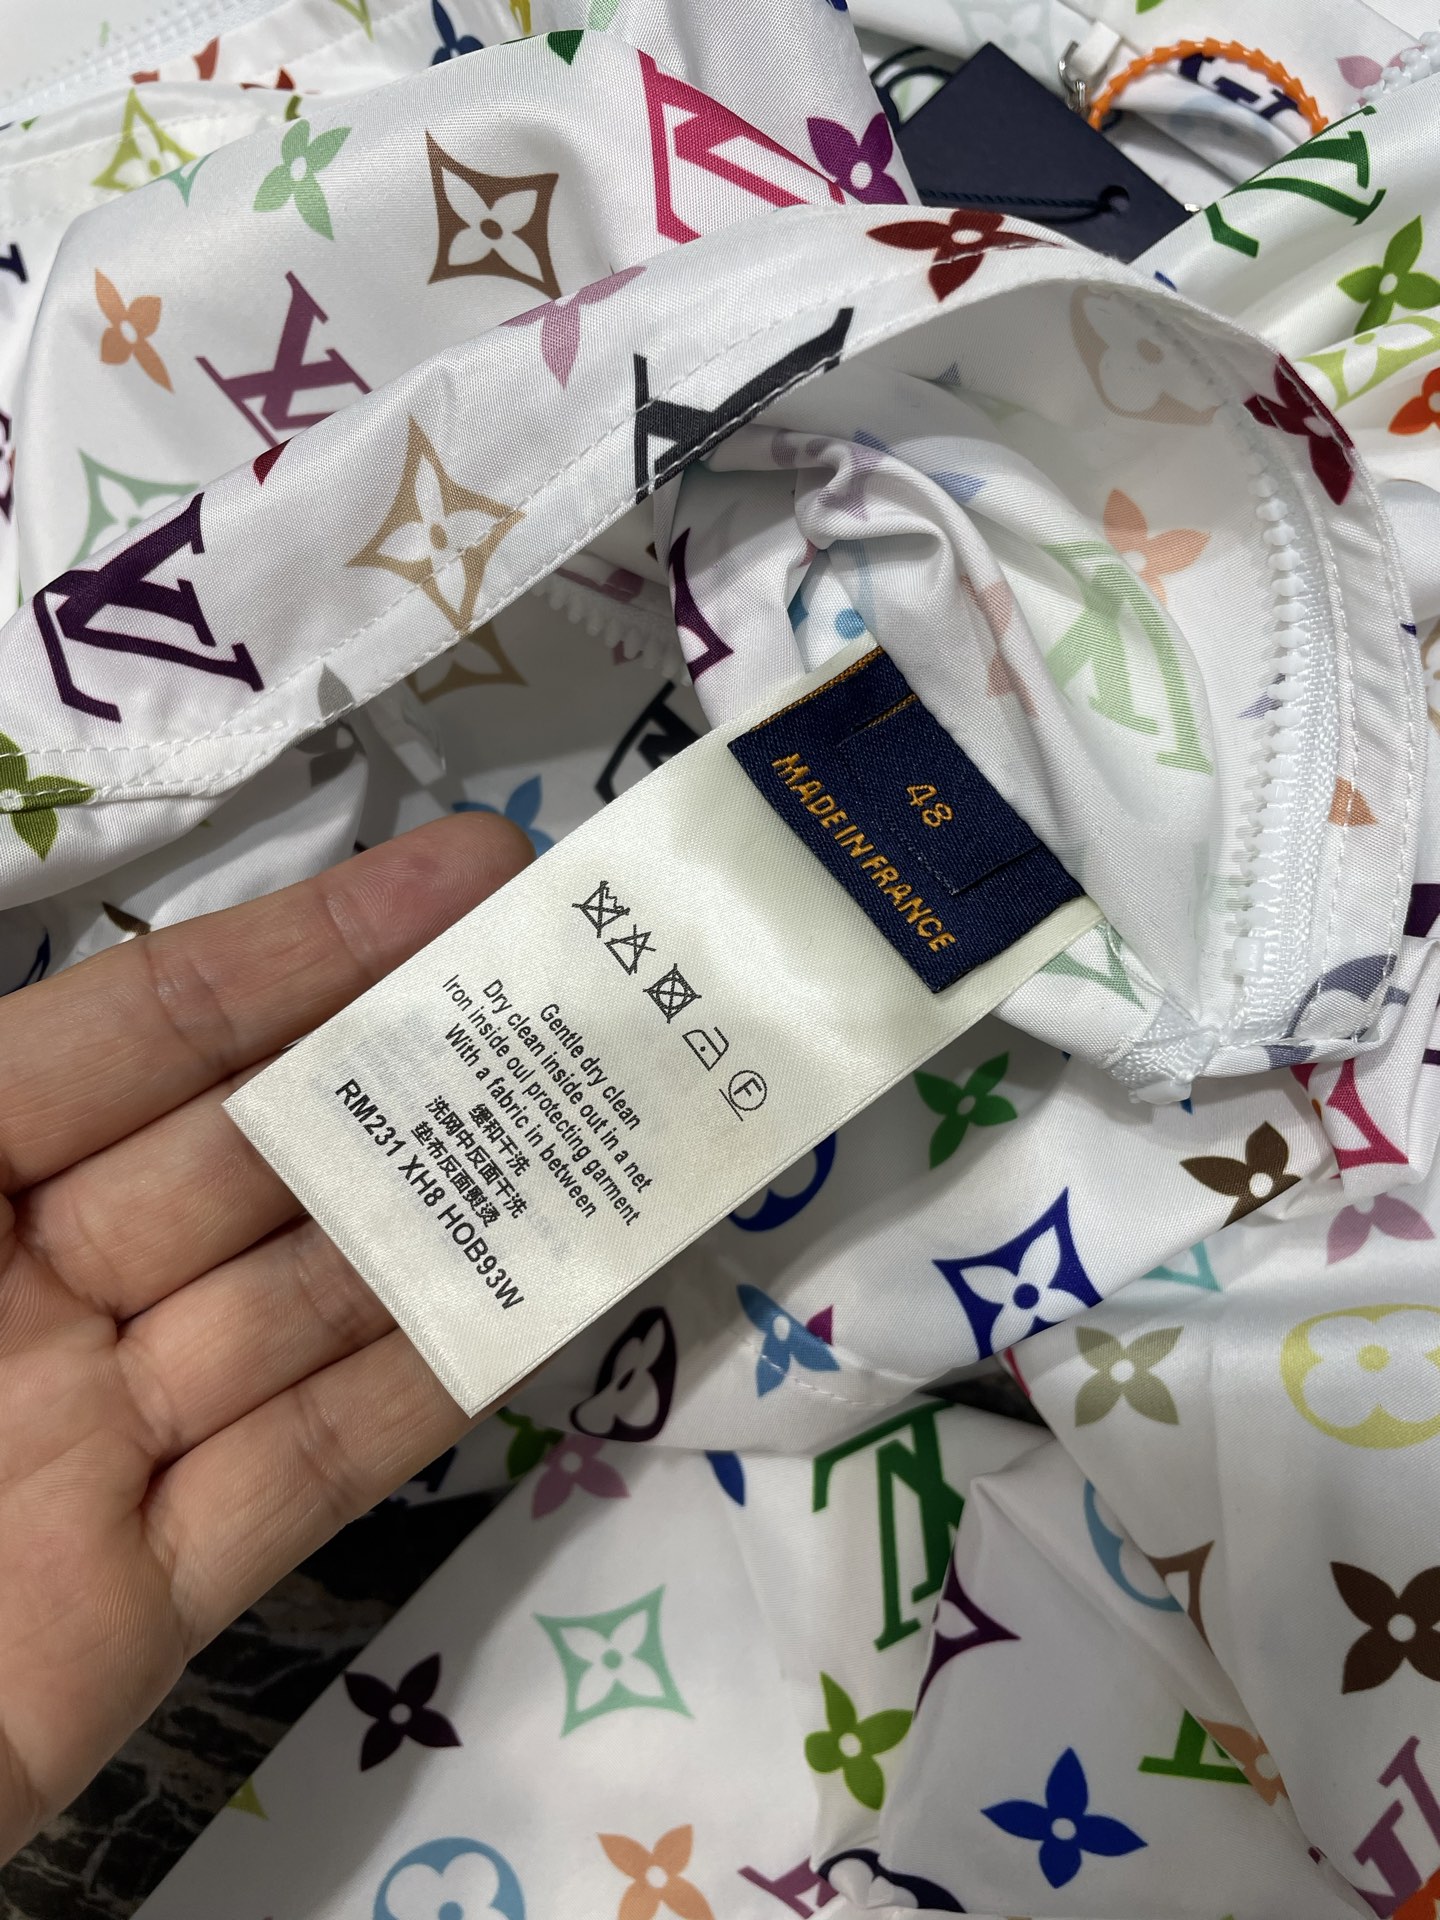 48
MADE IN FRANCE
F
Gentle dry clean
Dry clean inside out in a net
Iron inside oul protecting garment
With a fabric in between
缓和干洗
洗网中反面干洗
垫布反面熨烫
RM231 XH8 HOB93W